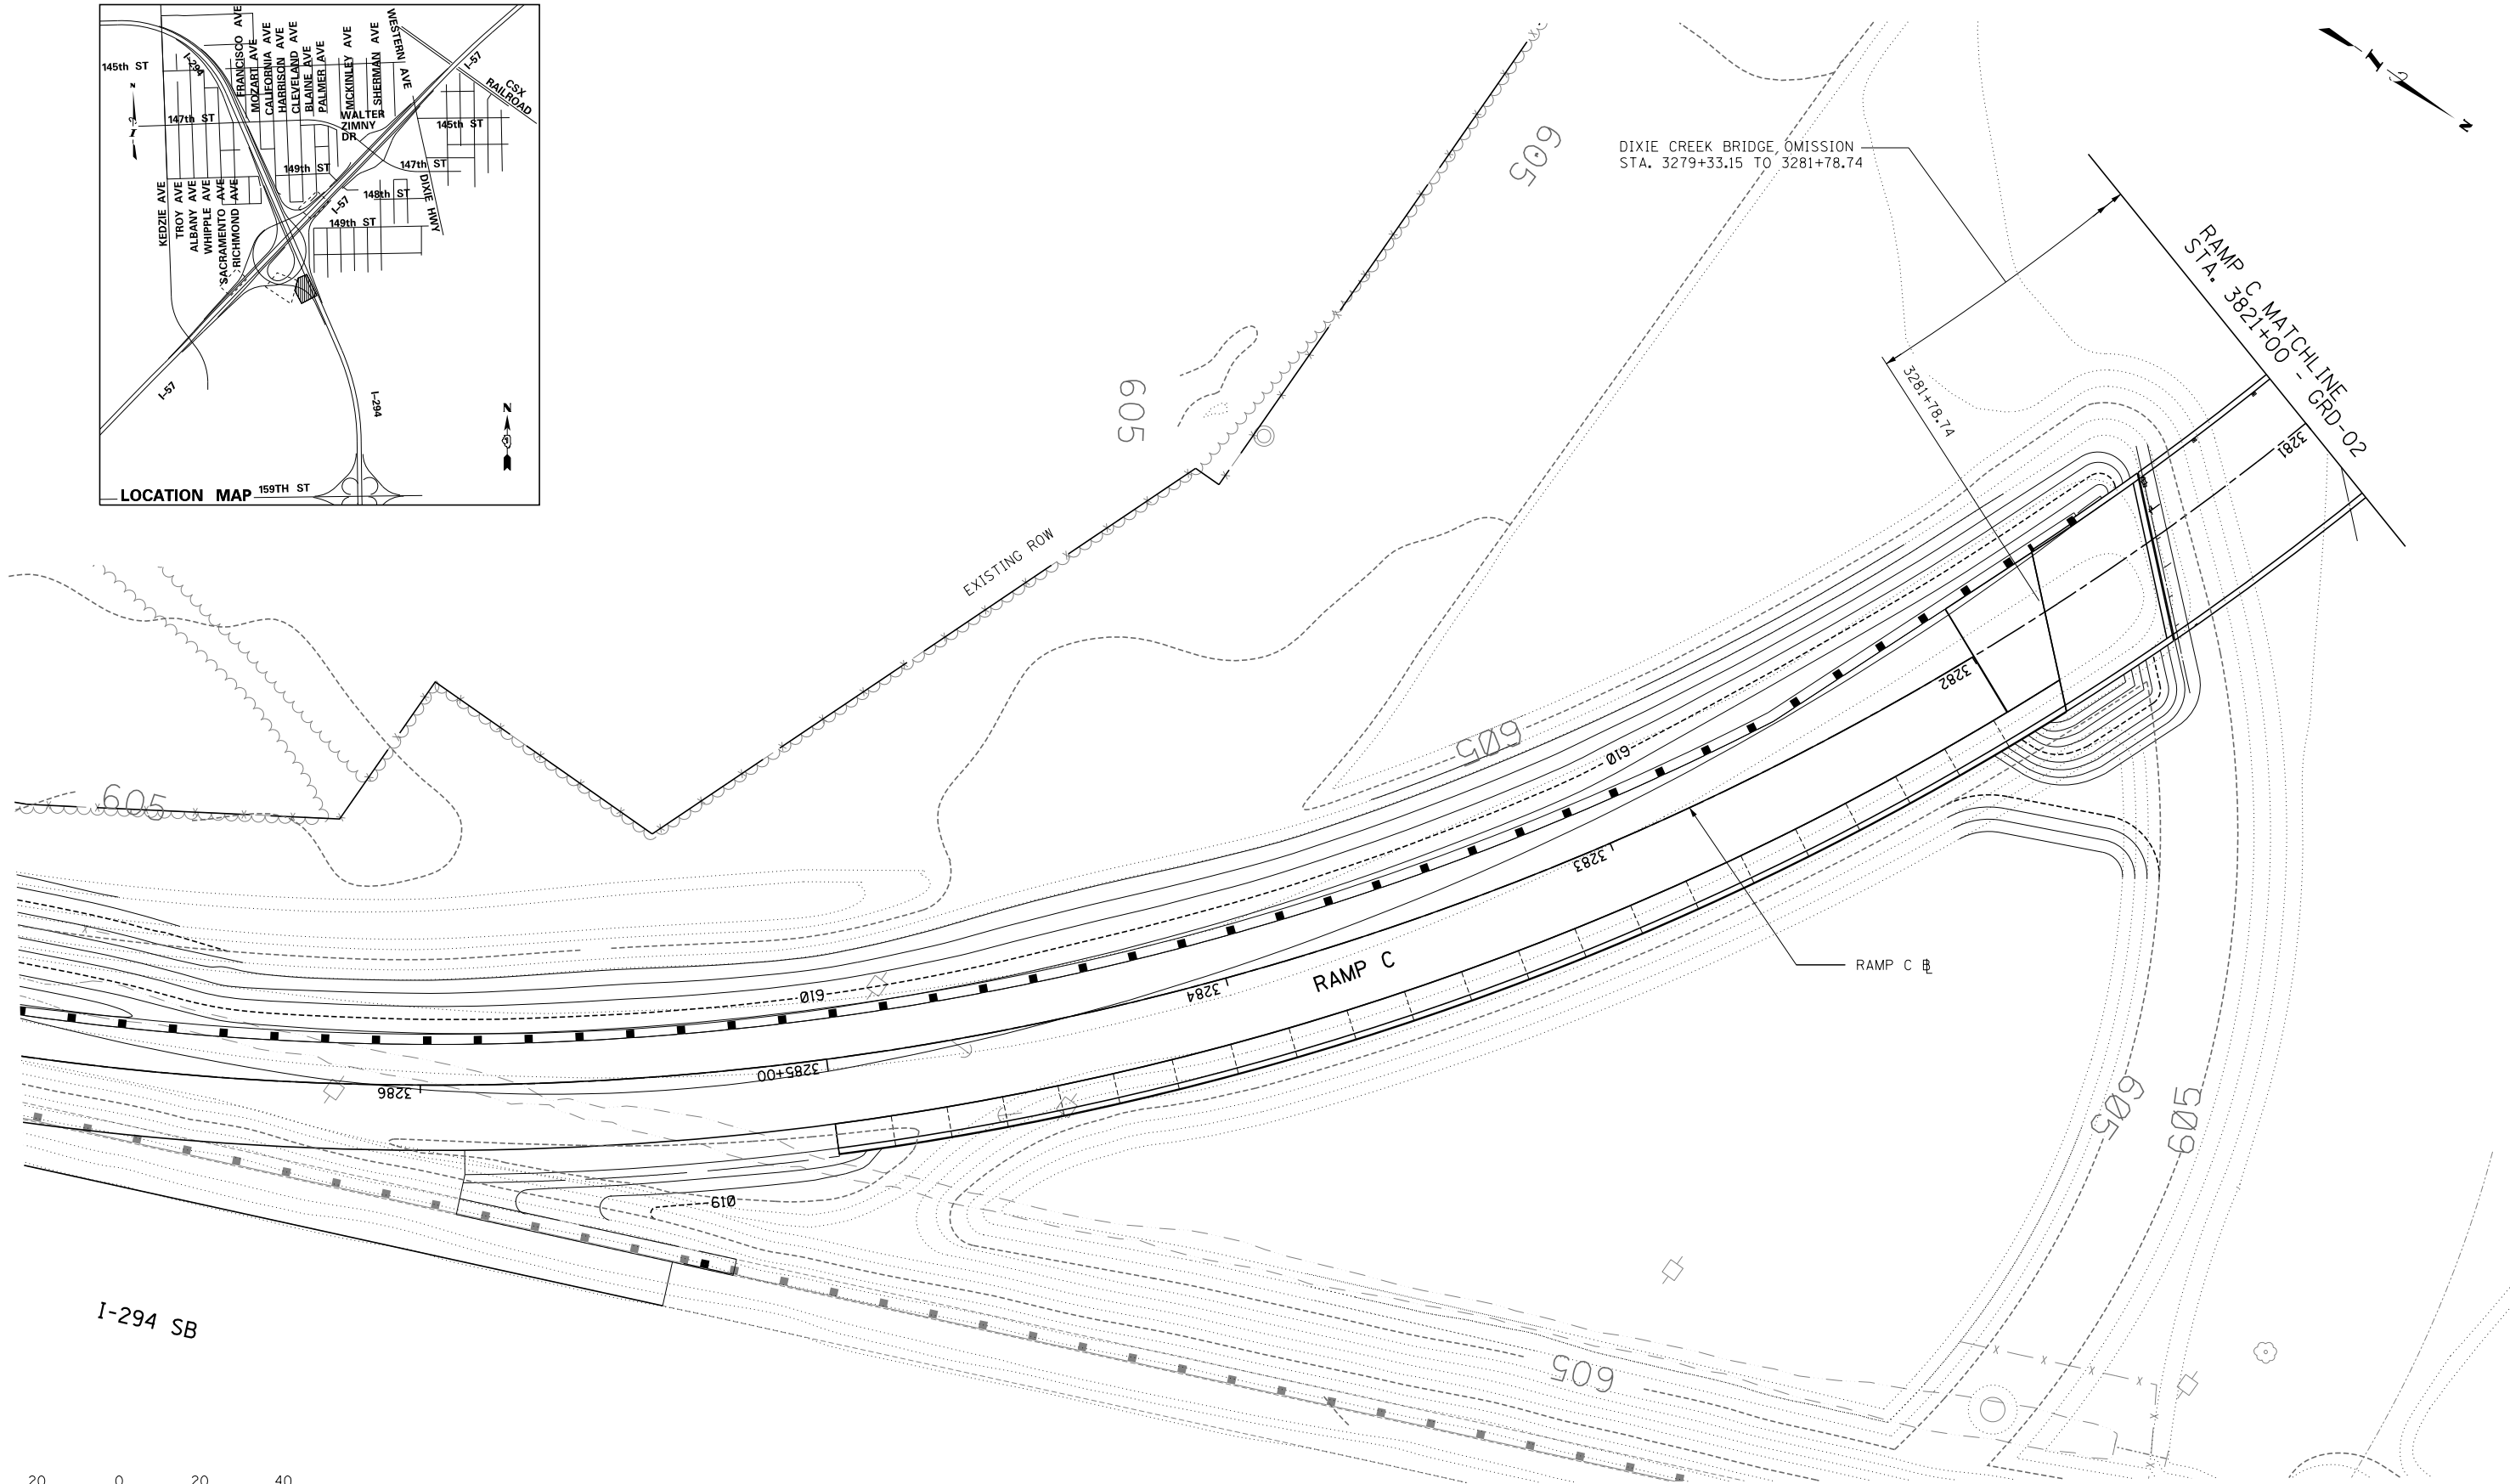 FRANCISCO AVE
MOZART AVE
CALIFORNIA AVE
HARRISON AVE
CLEVELAND AVE
BLAINE AVE
PALMER AVE
MCKINLEY AVE
SHERMAN AVE
WESTERN AVE
I-57
CSX
RAILROAD
145th ST
I-294
N
147th ST
WALTER
ZIMNY
DR
145th ST
149th ST
147th ST
148th ST
I-57
149th ST
DIXIE HWY
KEDZIE AVE
TROY AVE
ALBANY AVE
WHIPPLE AVE
SACRAMENTO AVE
RICHMOND AVE
I-57
I-294
N
LOCATION MAP
159TH ST
N
605
DIXIE CREEK BRIDGE, OMISSION
STA. 3279+33.15 TO 3281+78.74
RAMP C MATCHLINE
STA. 3821+00 - GRD-02
3281+78.74
3281
605
EXISTING ROW
605
605
610
3282
3283
RAMP C
RAMP C BL
3284
610
3285+00
3286
610
605
605
605
I-294 SB
20 0 20 40